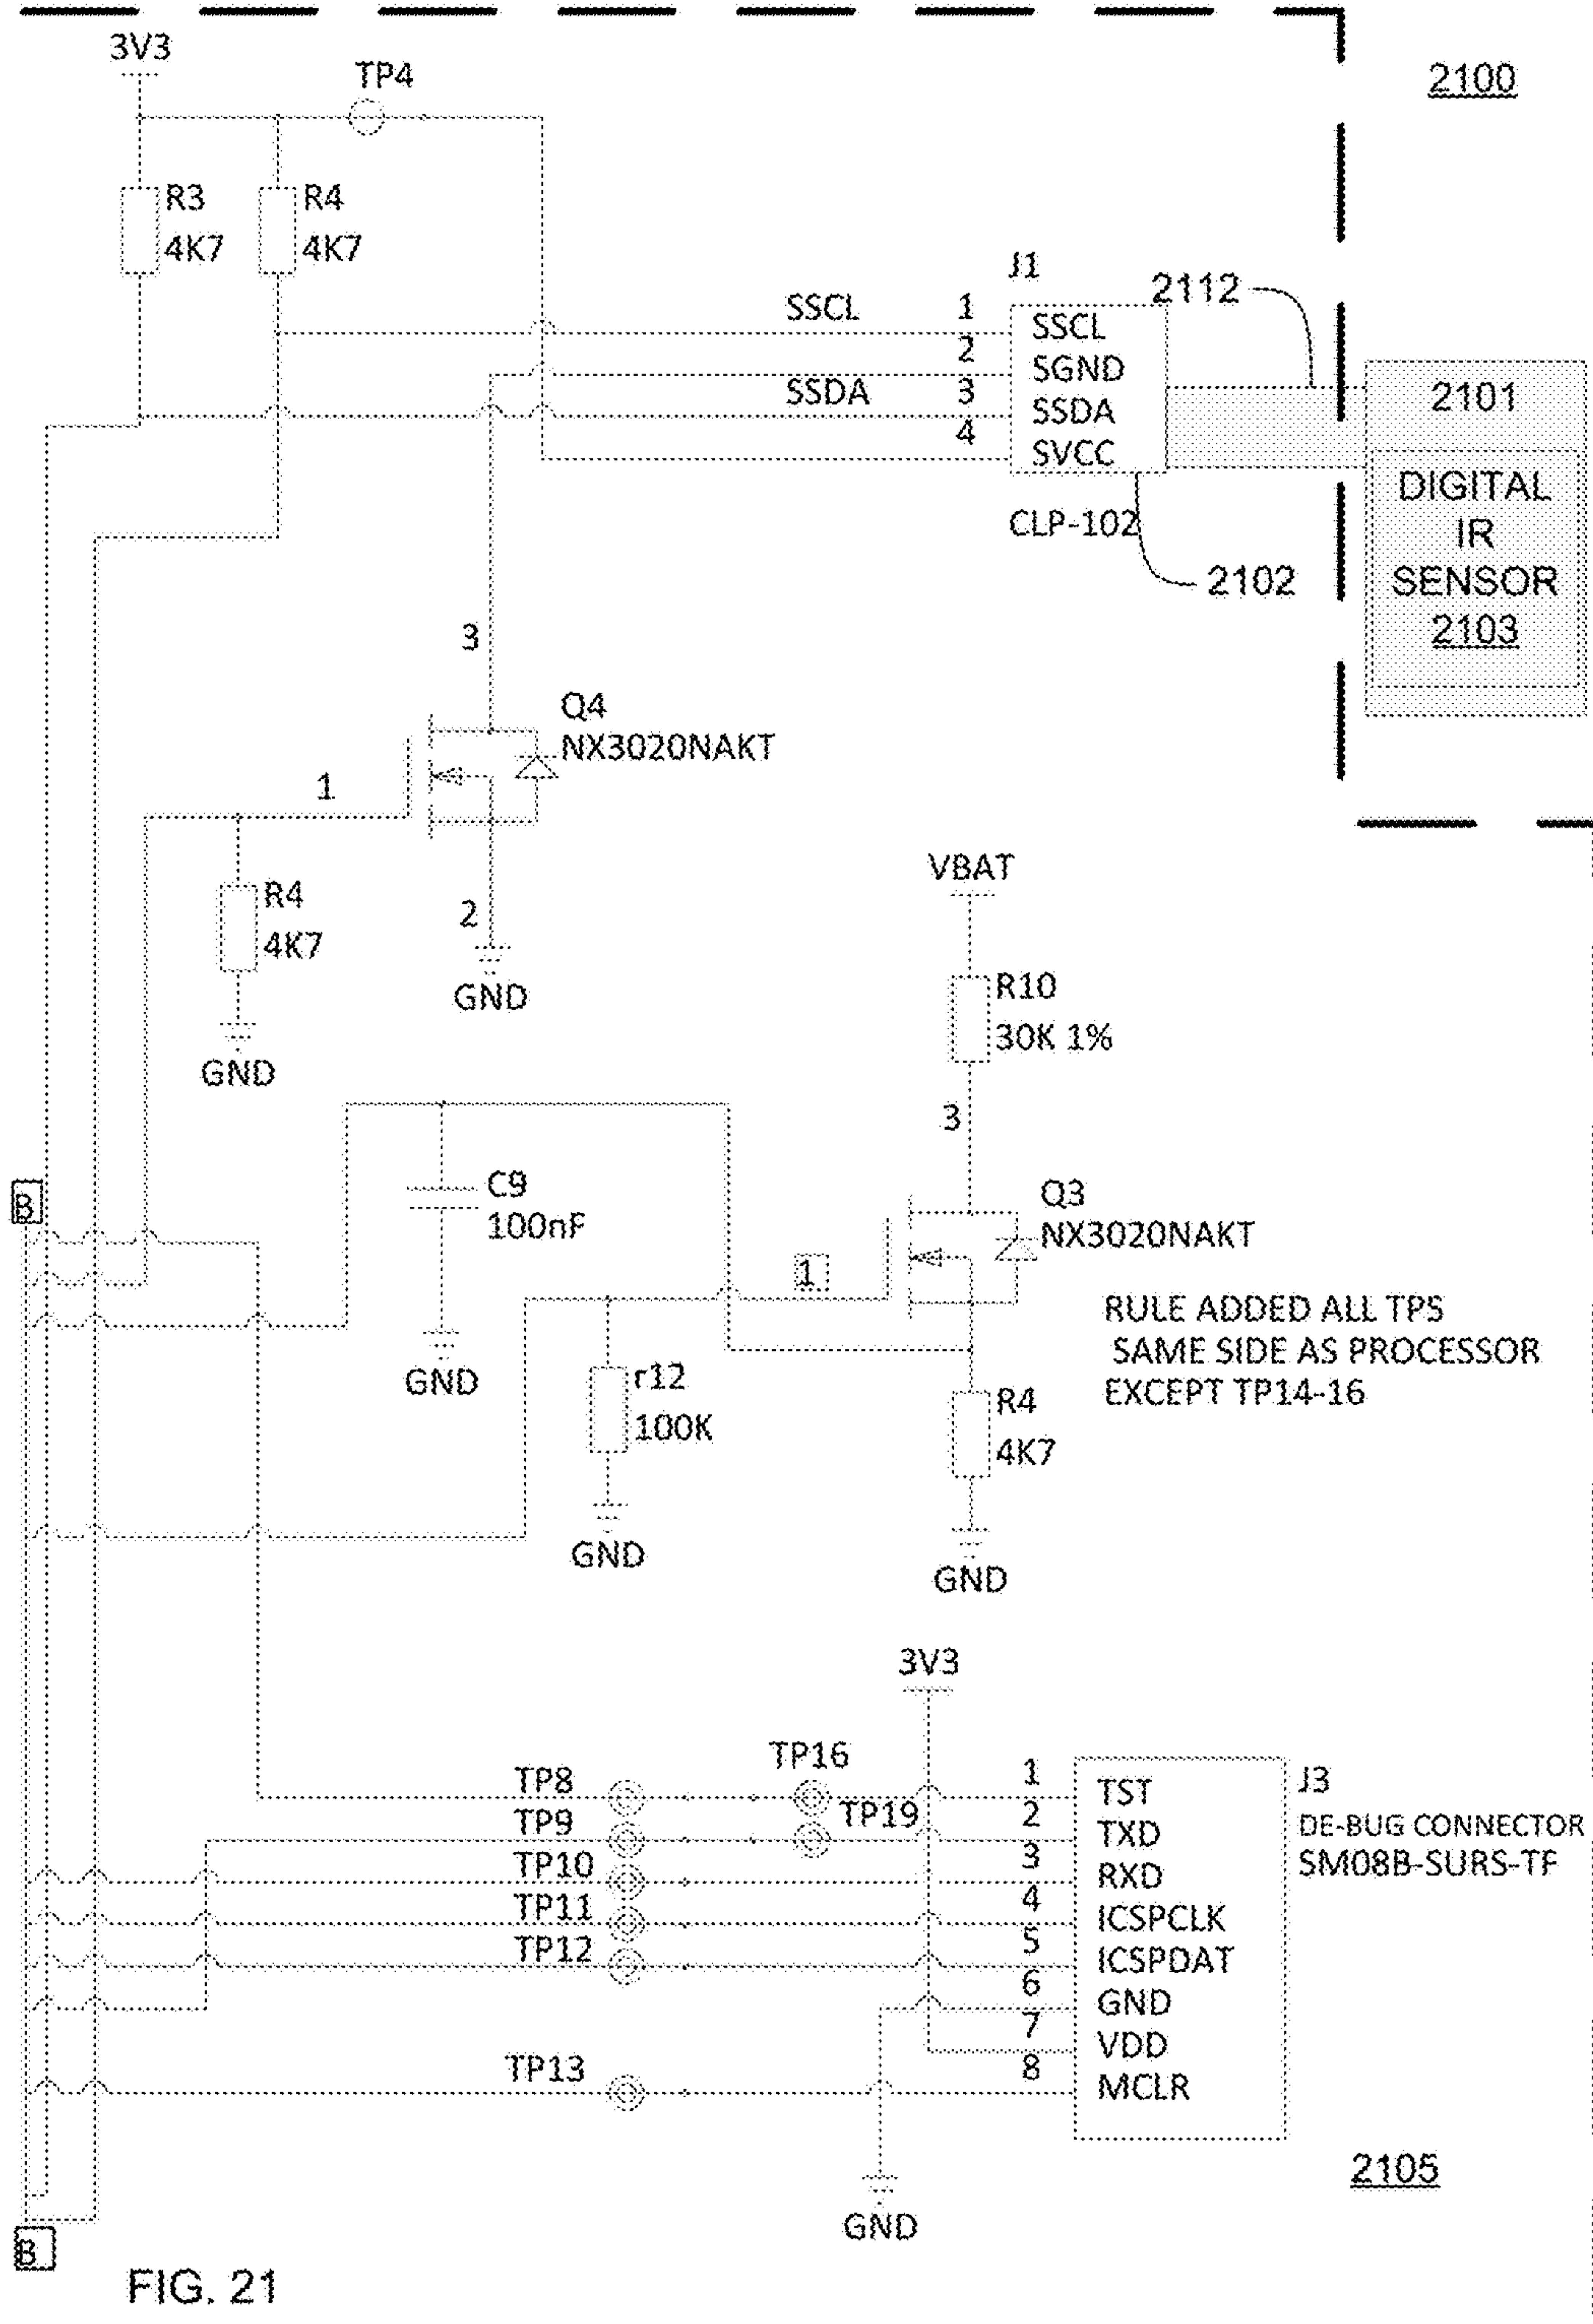 3V3
TP4
2100
R3
4K7
R4
4K7
J1
2112
SSCL
1
SSCL
2
SGND
SSDA
3
SSDA
4
SVCC
2101
DIGITAL
IR
SENSOR
2103
CLP-102
2102
3
Q4
NX3020NAKT
1
R4
4K7
2
GND
GND
VBAT
R10
30K 1%
3
B
C9
100nF
Q3
NX3020NAKT
1
RULE ADDED ALL TPS
SAME SIDE AS PROCESSOR
EXCEPT TP14-16
GND
r12
100K
R4
4K7
GND
GND
3V3
TP8
TP16
1
TST
J3
TP9
TP19
2
TXD
DE-BUG CONNECTOR
SM08B-SURS-TF
TP10
3
RXD
TP11
4
ICSPCLK
TP12
5
ICSPDAT
6
GND
7
VDD
TP13
8
MCLR
2105
GND
B
FIG. 21